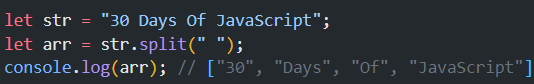 let str = "30 Days Of JavaScript";
let arr = str.split(" ");
console.log(arr); // ["30", "Days", "Of", "JavaScript"]